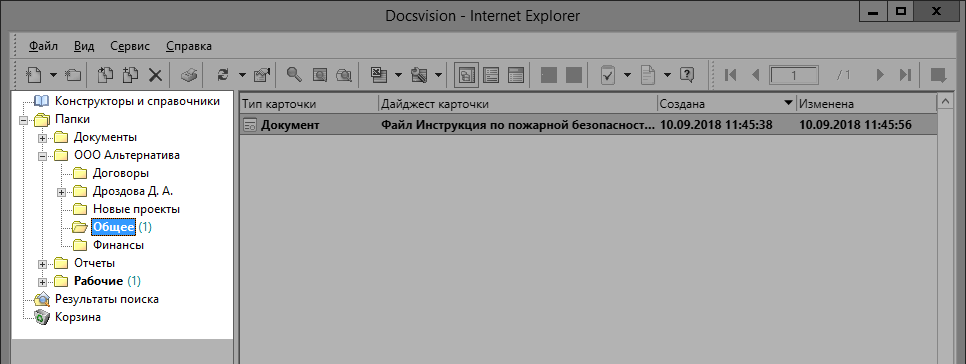 Docsvision - Internet Explorer
Файл Вид Сервис Справка
1 / 1
Конструкторы и справочники
Папки
Документы
ООО Альтернатива
Договоры
Дроздова Д. А.
Новые проекты
Общее (1)
Финансы
Отчеты
Рабочие (1)
Результаты поиска
Корзина
Тип карточки Дайджест карточки Создана Изменена
Документ Файл Инструкция по пожарной безопасност... 10.09.2018 11:45:38 10.09.2018 11:45:56